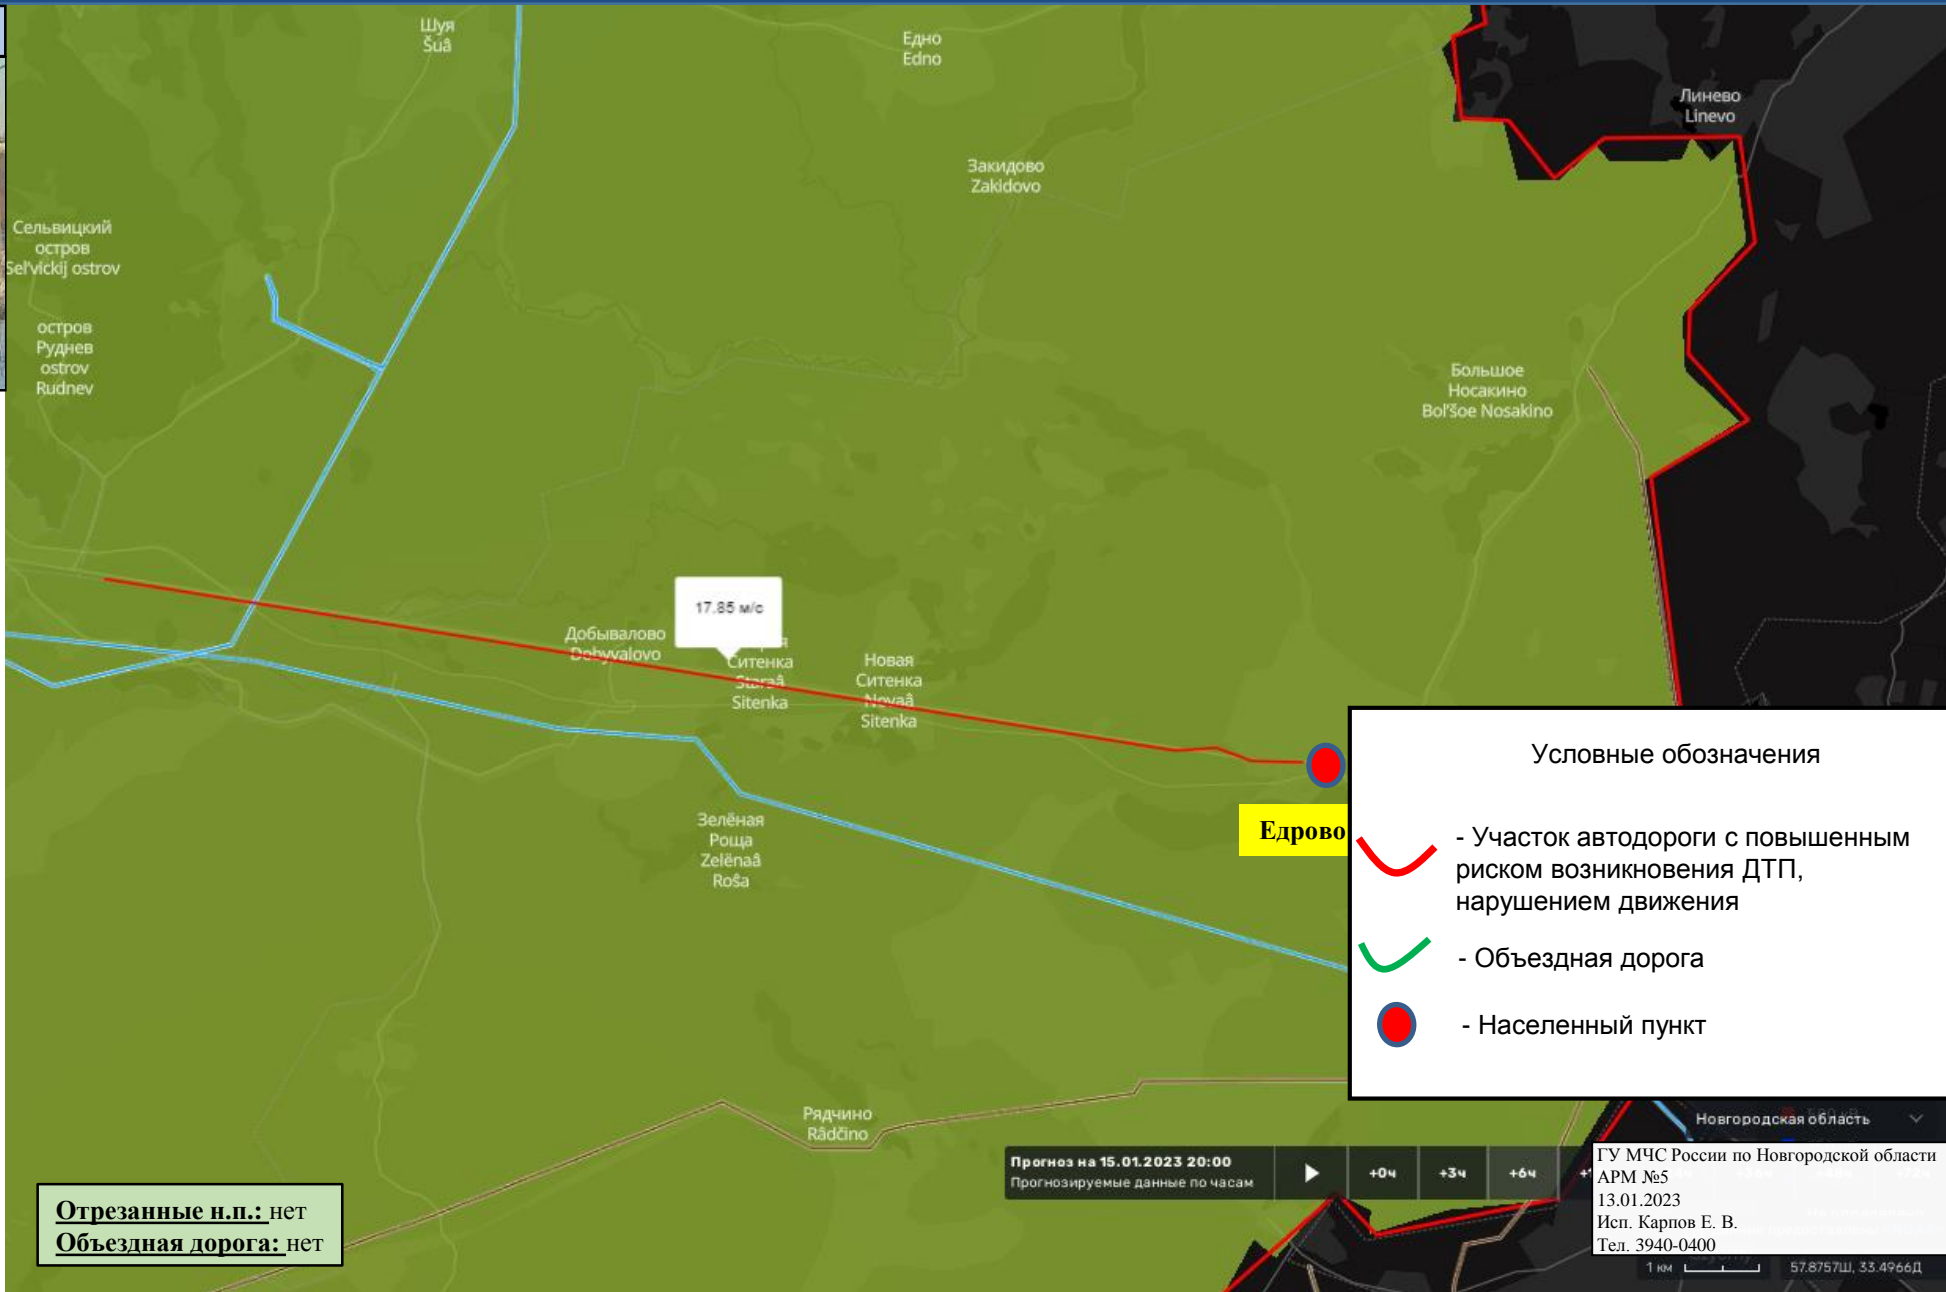 Шуя
Šuâ
Едно
Edno
Линево
Linevo
Закидово
Zakidovo
Сельвицкий
остров
Sel'vickij ostrov
остров
Руднев
ostrov
Rudnev
Большое
Носакино
Bol'šoe Nosakino
17.85 м/с
Добывалово
Dobyvalovo
Ситенка
Staraâ
Sitenka
Новая
Ситенка
Novaâ
Sitenka
Зелёная
Роща
Zelënaâ
Roŝa
Едрово
Условные обозначения
- Участок автодороги с повышенным
риском возникновения ДТП,
нарушением движения
- Объездная дорога
- Населенный пункт
Рядчино
Râdčino
Новгородская область
Прогноз на 15.01.2023 20:00
Прогнозируемые данные по часам
+0ч
+3ч
+6ч
ГУ МЧС России по Новгородской области
АРМ №5
13.01.2023
Исп. Карпов Е. В.
Тел. 3940-0400
Отрезанные н.п.: нет
Объездная дорога: нет
1 км
57.8757Ш, 33.4966Д